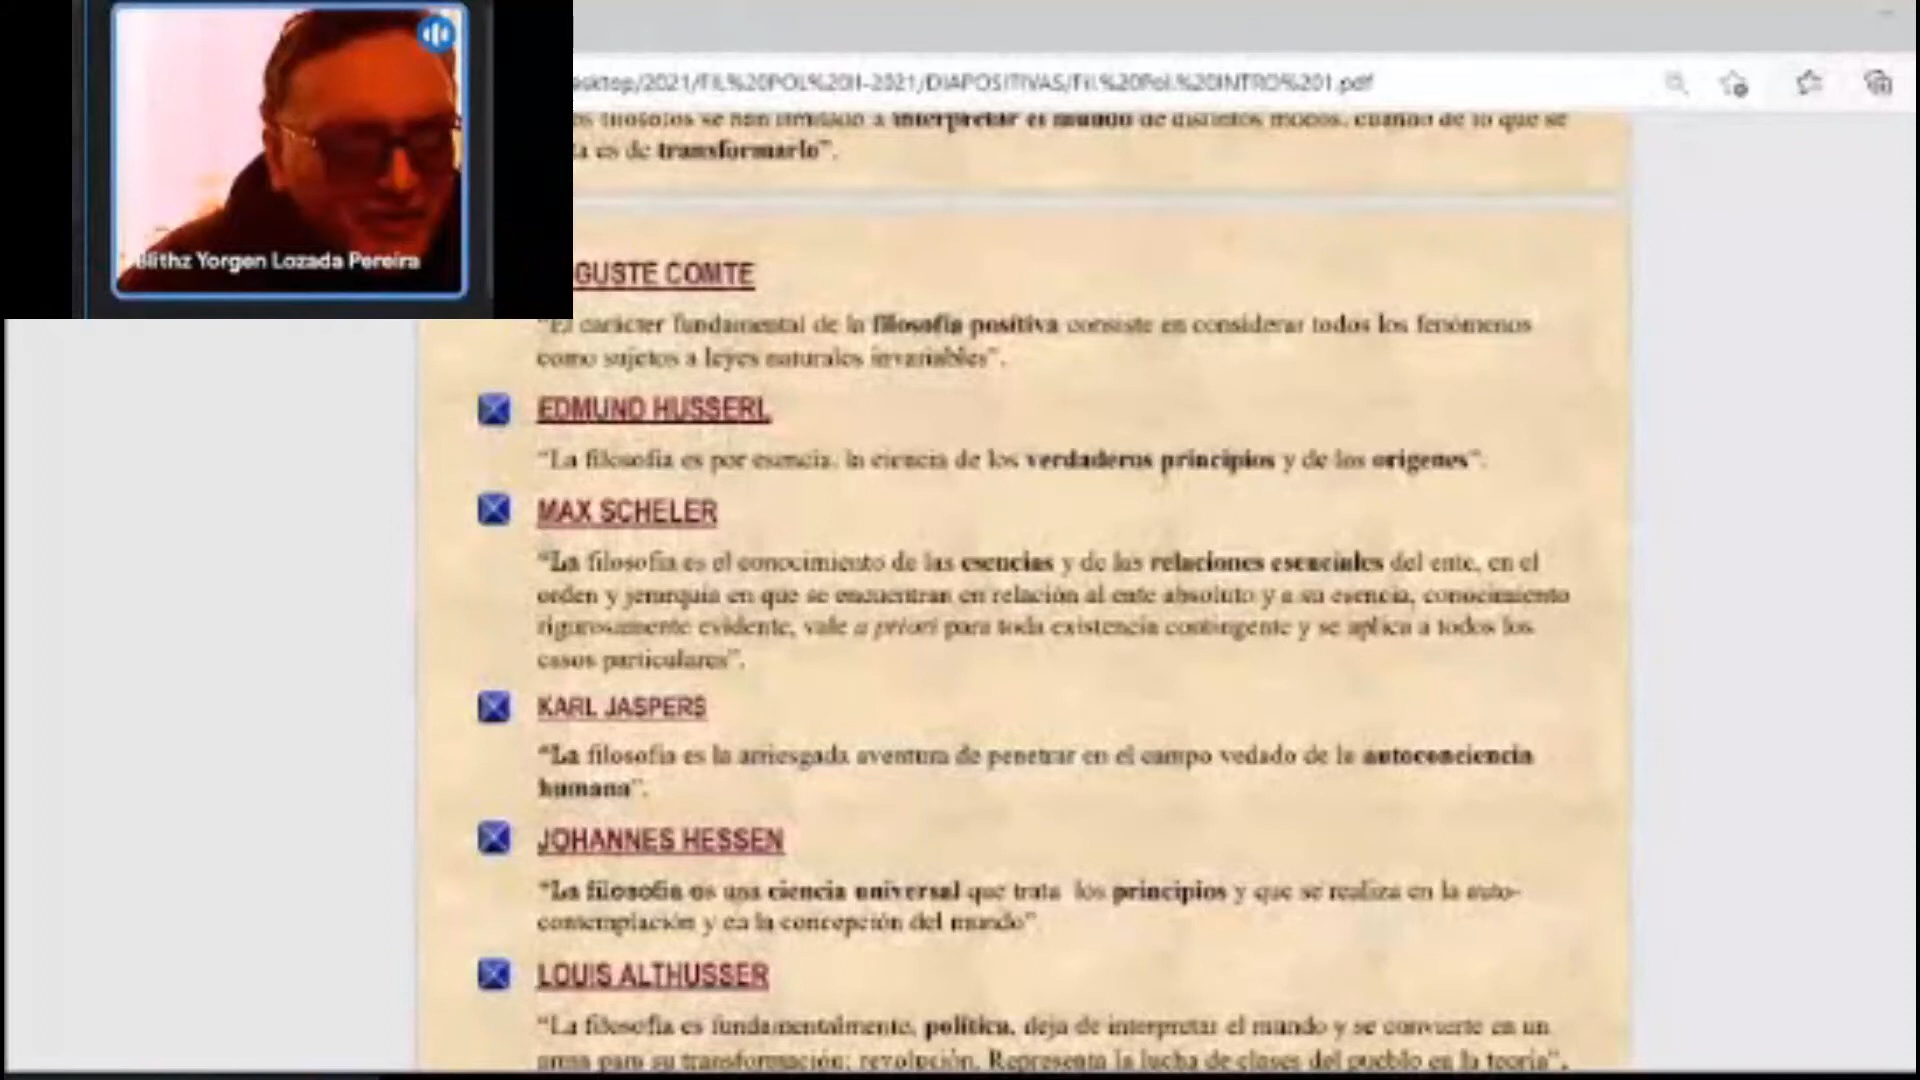 Blithz Yorgen Lozada Pereira
esktop/2021/FIL%20POL%20II-2021/DIAPOSITIVAS/Fil.%20Pol.%20INTRO%201.pdf
os filósofos se han limitado a interpretar el mundo de distintos modos, cuando de lo que se
ta es de transformarlo".
GUSTE COMTE
"El carácter fundamental de la filosofía positiva consiste en considerar todos los fenómenos
como sujetos a leyes naturales invariables".
EDMUND HUSSERL
"La filosofía es por esencia, la ciencia de los verdaderos principios y de los orígenes".
MAX SCHELER
"La filosofía es el conocimiento de las esencias y de las relaciones esenciales del ente, en el
orden y jerarquía en que se encuentran en relación al ente absoluto y a su esencia, conocimiento
rigurosamente evidente, vale a priori para toda existencia contingente y se aplica a todos los
casos particulares".
KARL JASPERS
"La filosofía es la arriesgada aventura de penetrar en el campo vedado de la autoconciencia
humana".
JOHANNES HESSEN
"La filosofía es una ciencia universal que trata los principios y que se realiza en la auto-
contemplación y en la concepción del mundo"
LOUIS ALTHUSSER
"La filosofía es fundamentalmente, política, deja de interpretar el mundo y se convierte en un
arma para su transformación: revolución. Representa la lucha de clases del pueblo en la teoría".